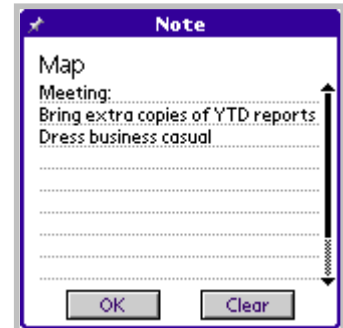 Note
Map
Meeting:
Bring extra copies of YTD reports
Dress business casual
OK
Clear